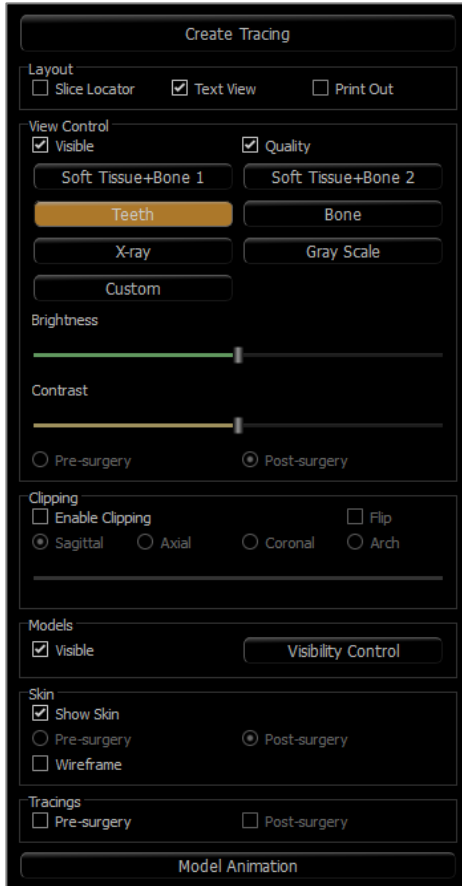 Create Tracing
Layout
Slice Locator Text View Print Out
View Control
Visible Quality
Soft Tissue+Bone 1 Soft Tissue+Bone 2
Teeth Bone
X-ray Gray Scale
Custom
Brightness
Contrast
Pre-surgery Post-surgery
Clipping
Enable Clipping Flip
Sagittal Axial Coronal Arch
Models
Visible Visibility Control
Skin
Show Skin
Pre-surgery Post-surgery
Wireframe
Tracings
Pre-surgery Post-surgery
Model Animation